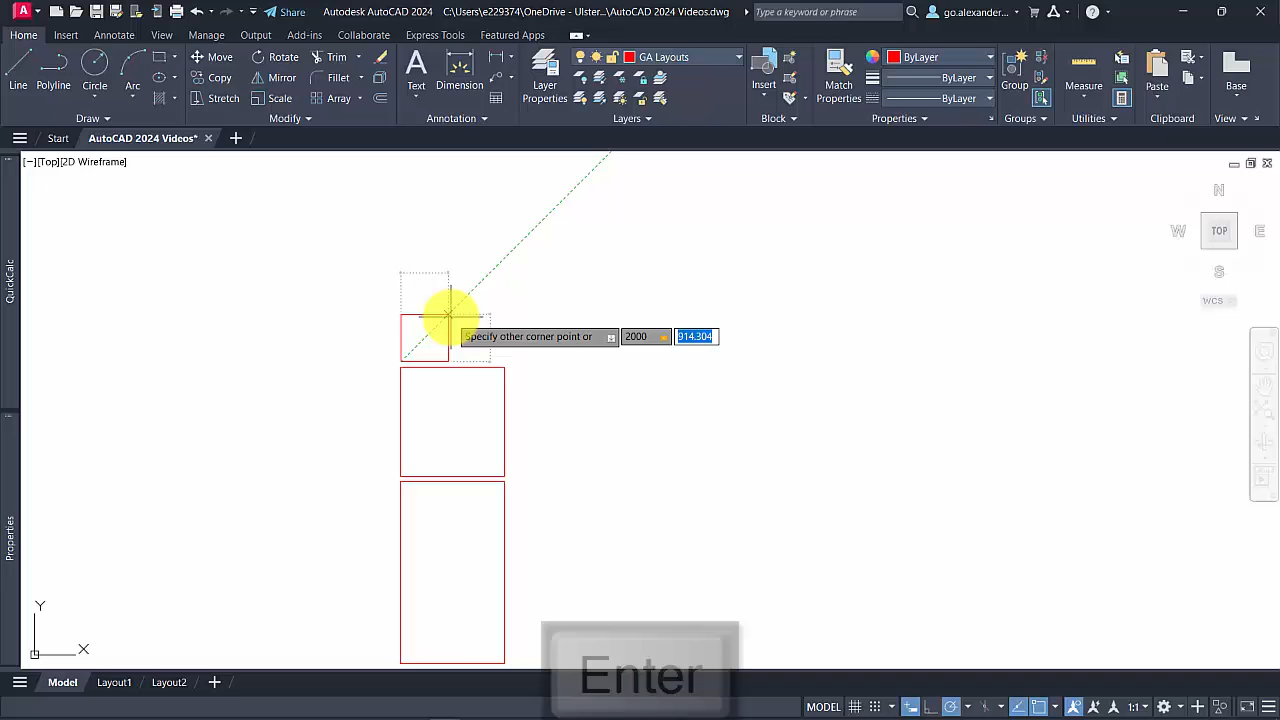 A Share Autodesk AutoCAD 2024 C:\Users\e229374\OneDrive - Ulster...\AutoCAD 2024 Videos.dwg Type a keyword or phrase go.alexander... ?
Home Insert Annotate View Manage Output Add-ins Collaborate Express Tools Featured Apps
Move Rotate Trim GA Layouts ByLayer
Copy Mirror Fillet ByLayer
Line Polyline Circle Arc Text Dimension Layer Properties Insert Match Properties Group Measure Paste Base
Stretch Scale Array ByLayer
Draw Modify Annotation Layers Block Properties Groups Utilities Clipboard View
Start AutoCAD 2024 Videos* +
[−][Top][2D Wireframe]
N
W TOP E
S
WCS
QuickCalc
Specify other corner point or 2000 914.304
Properties
Y
X
Enter
Model Layout1 Layout2 +
MODEL 1:1